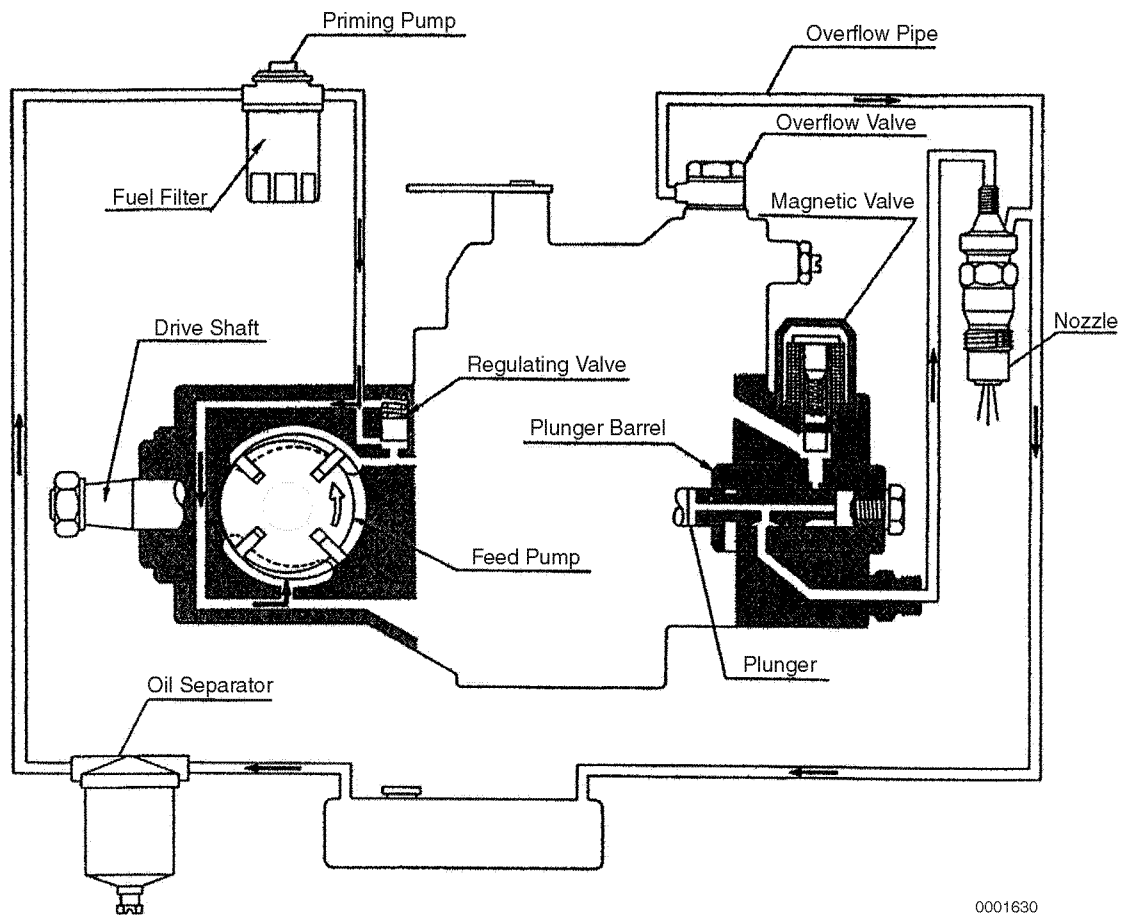 Priming Pump
Overflow Pipe
Overflow Valve
Fuel Filter
Magnetic Valve
Drive Shaft
Nozzle
Regulating Valve
Plunger Barrel
Feed Pump
Plunger
Oil Separator
0001630